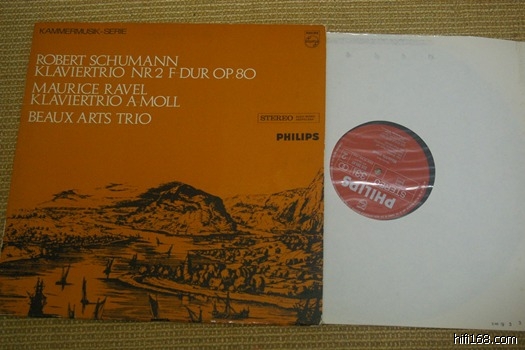 KAMMERMUSIK-SERIE
ROBERT SCHUMANN
KLAVIERTRIO NR 2 F-DUR OP 80
MAURICE RAVEL
KLAVIERTRIO A MOLL
BEAUX ARTS TRIO
STEREO
PHILIPS
PHILIPS
STEREO
hifi168.com